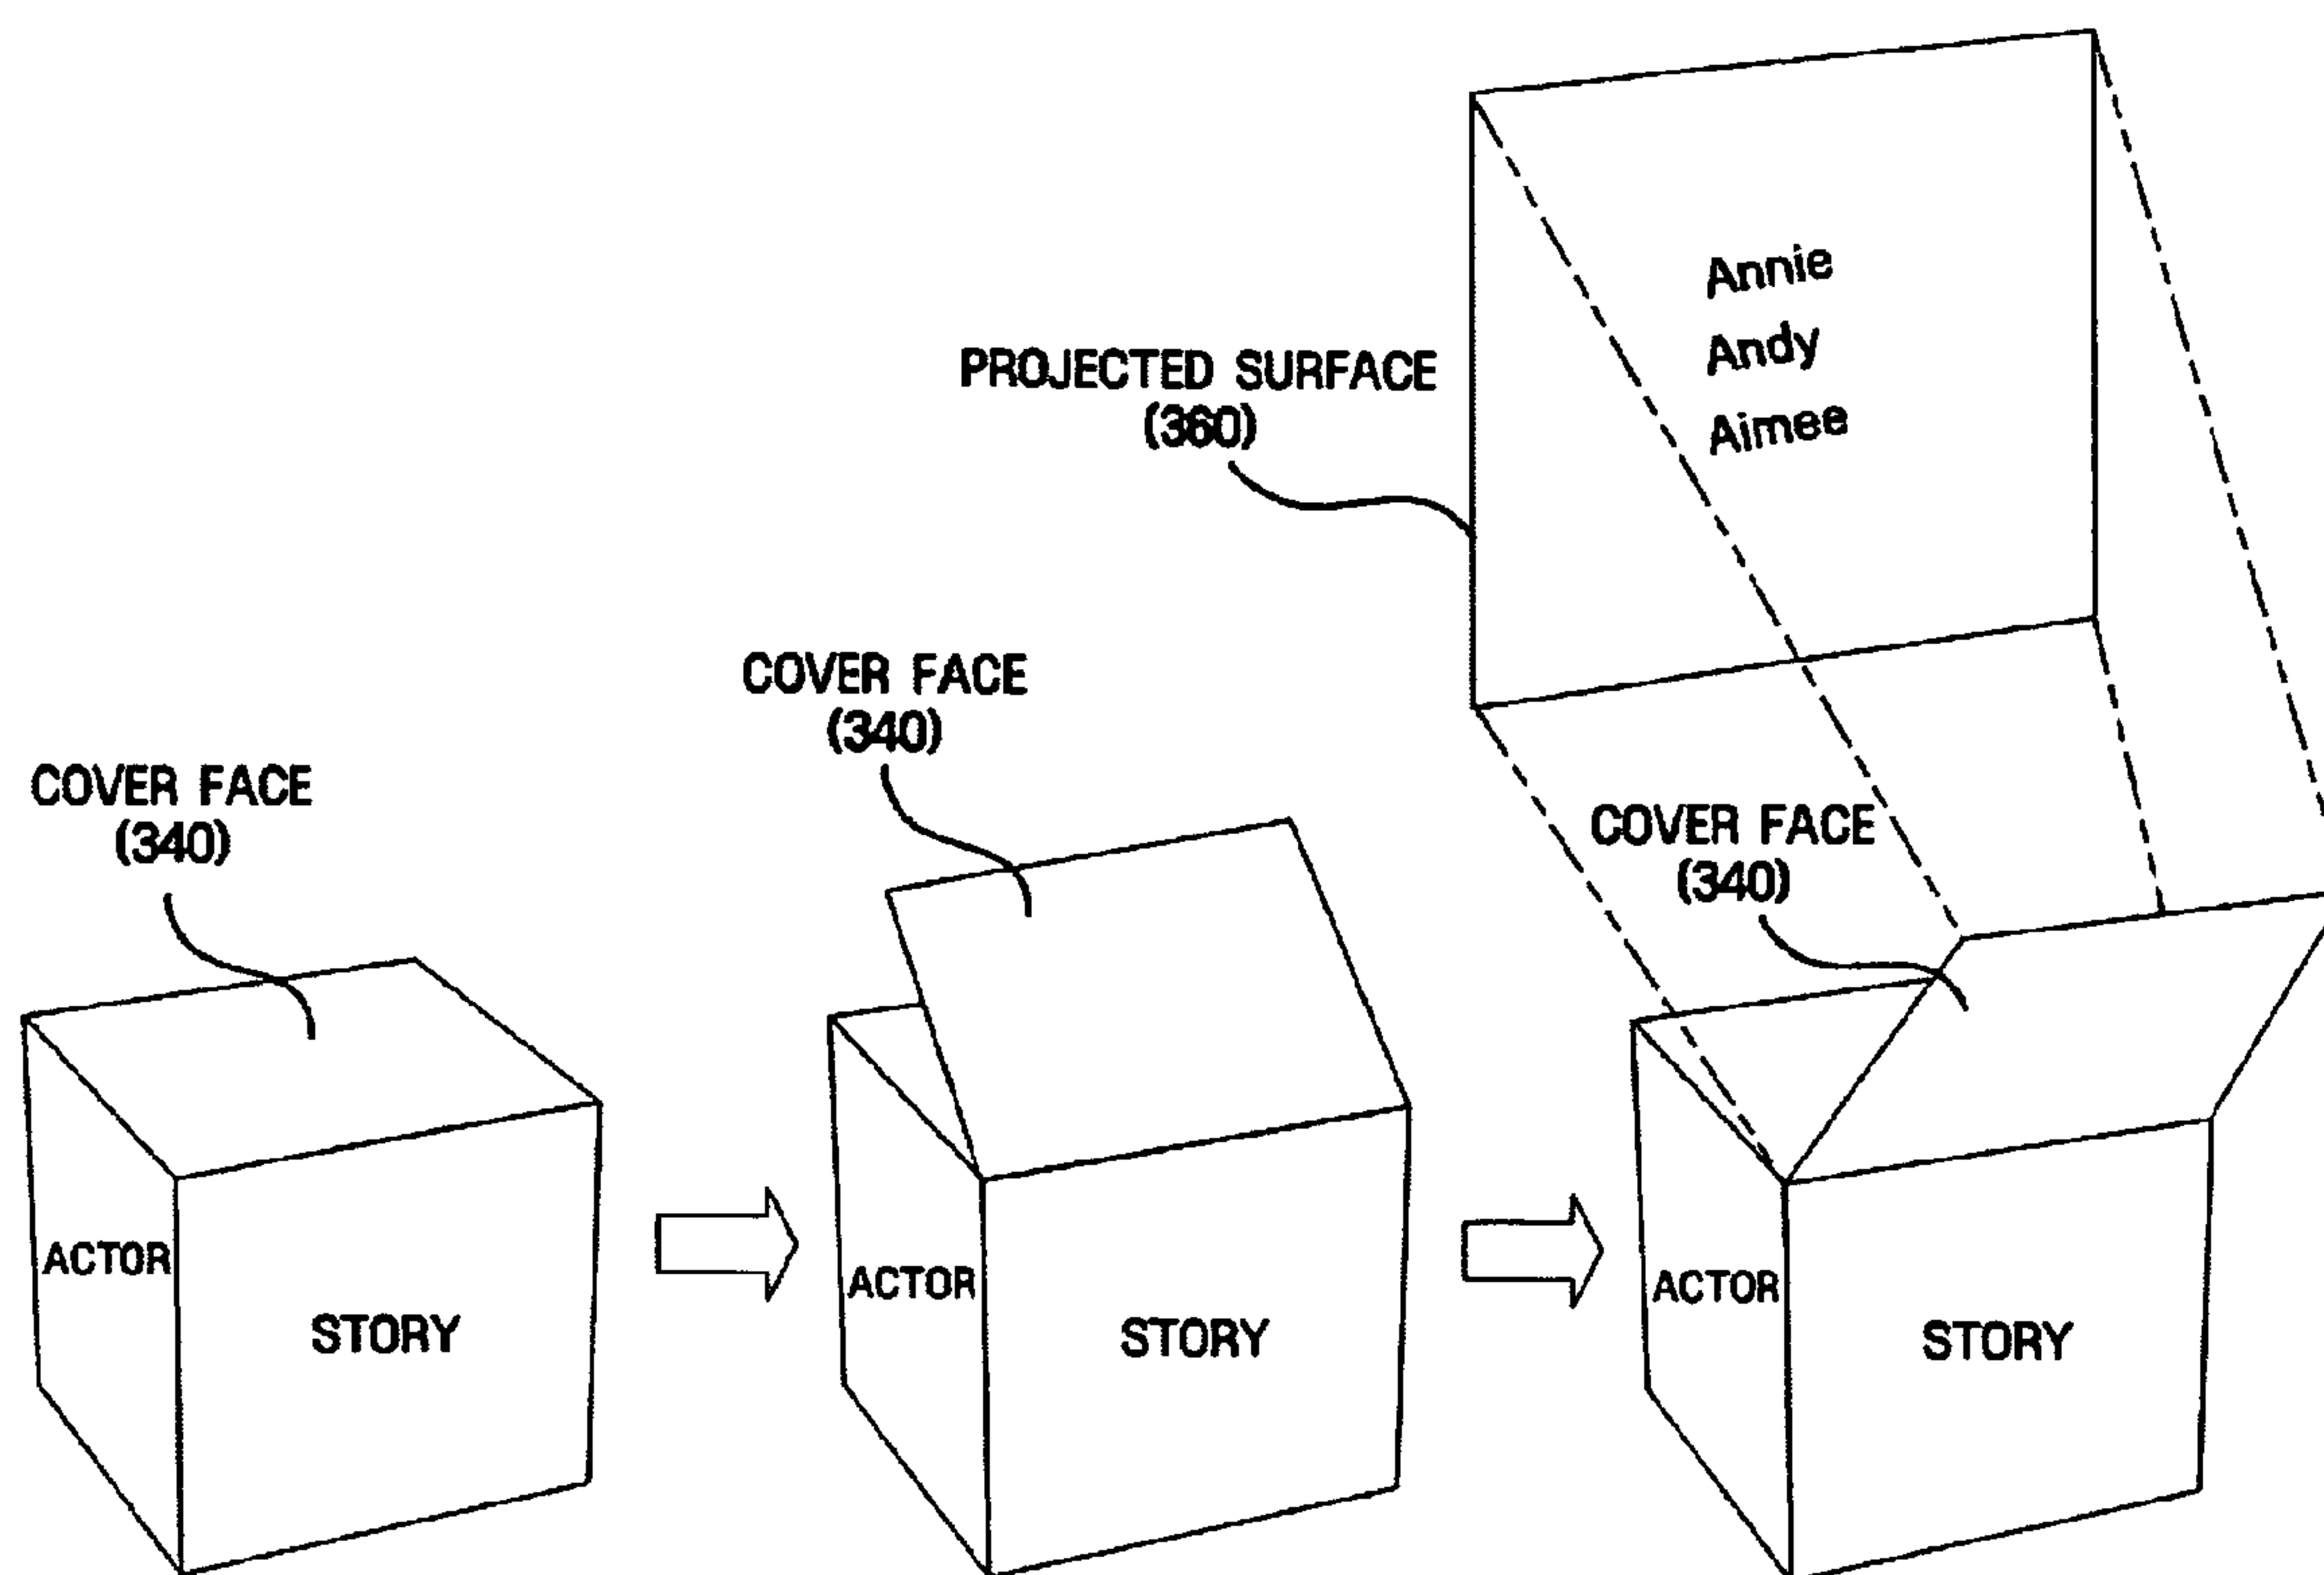 COVER FACE
(340)
ACTOR
STORY
COVER FACE
(340)
ACTOR
STORY
PROJECTED SURFACE
(360)
Annie
Andy
Aimee
COVER FACE
(340)
ACTOR
STORY